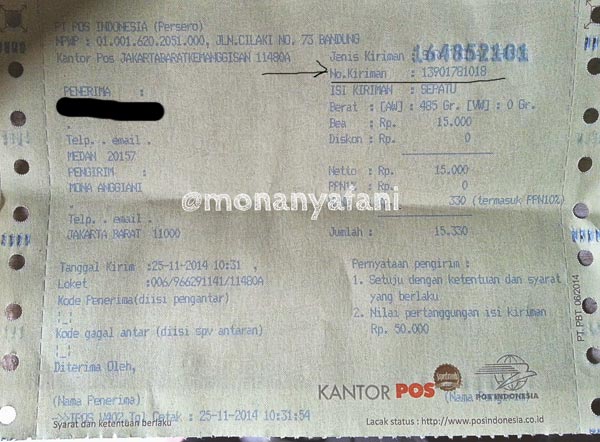 PT POS INDONESIA (Persero)
NPWP : 01.001.620.2051.000, JLN.CILAKI NO, 73 BANDUNG
Kantor Pos JAKARTABARATKEMANGGISAN 11480A
PENERIMA :
.
Telp.. email .
MEDAN 20157
PENGIRIM :
MONA ANGGIANI
.
Telp.. email .
JAKARTA BARAT 11000
Jenis Kiriman
164852101
No.Kiriman : 13901781018
ISI KIRIMAN : SEPATU
Berat : [AW] : 485 Gr. [VW] : 0 Gr.
Bea : Rp. 15.000
Diskon : Rp. 0
Netto : Rp. 15.000
PPN1% : Rp. 0
330 (termasuk PPN10%)
Jumlah : 15.330
@monanyafani
Tanggal Kirim :25-11-2014 10:31 ,
Loket :006/966291141/11480A
Kode Penerima(diisi pengantar)
|_|
Kode gagal antar (diisi spv antaran)
|_|
Diterima Oleh,
(Nama Penerima)
Pernyataan pengirim :
1. Setuju dengan ketentuan dan syarat
yang berlaku
2. Nilai pertanggungan isi kiriman
Rp. 50.000
PT.PBT 06/2014
KANTOR POS
POS INDONESIA
(Nama
->>IPOS W402 Tgl Cetak : 25-11-2014 10:31:54
Syarat dan ketentuan berlaku
Lacak status : http://www.posindonesia.co.id